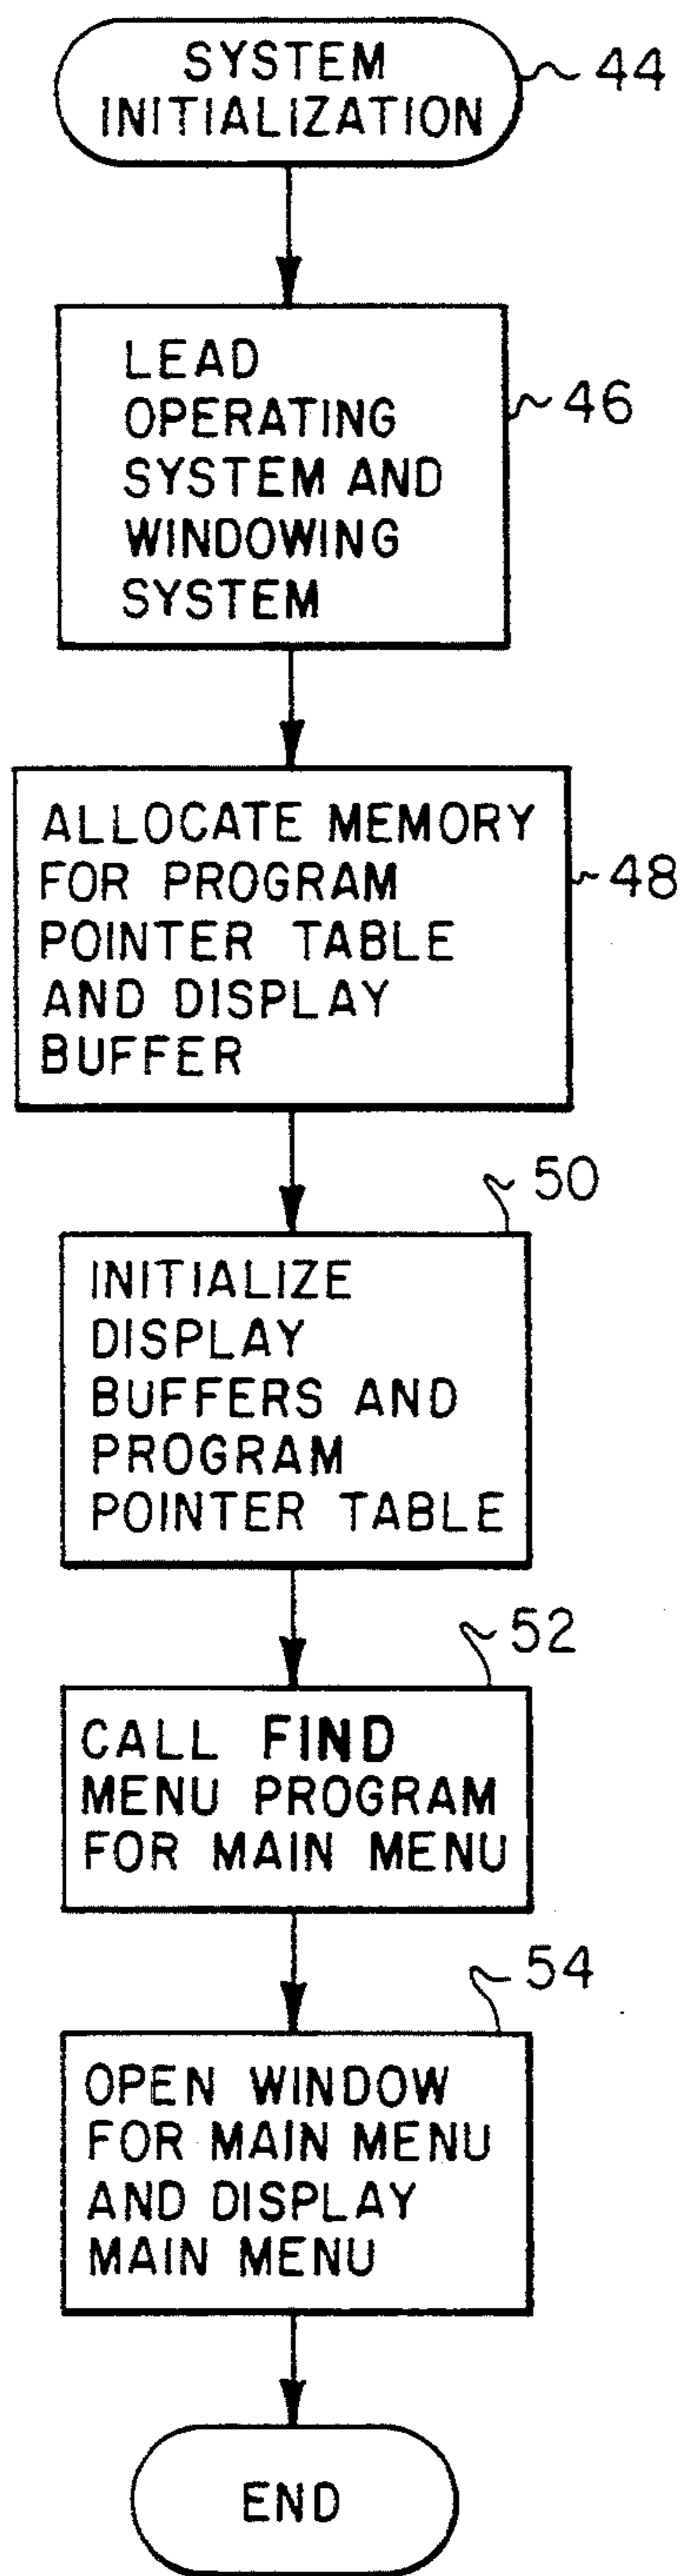 SYSTEM
INITIALIZATION
44
LEAD
OPERATING
SYSTEM AND
WINDOWING
SYSTEM
46
ALLOCATE MEMORY
FOR PROGRAM
POINTER TABLE
AND DISPLAY
BUFFER
48
50
INITIALIZE
DISPLAY
BUFFERS AND
PROGRAM
POINTER TABLE
52
CALL FIND
MENU PROGRAM
FOR MAIN MENU
54
OPEN WINDOW
FOR MAIN MENU
AND DISPLAY
MAIN MENU
END